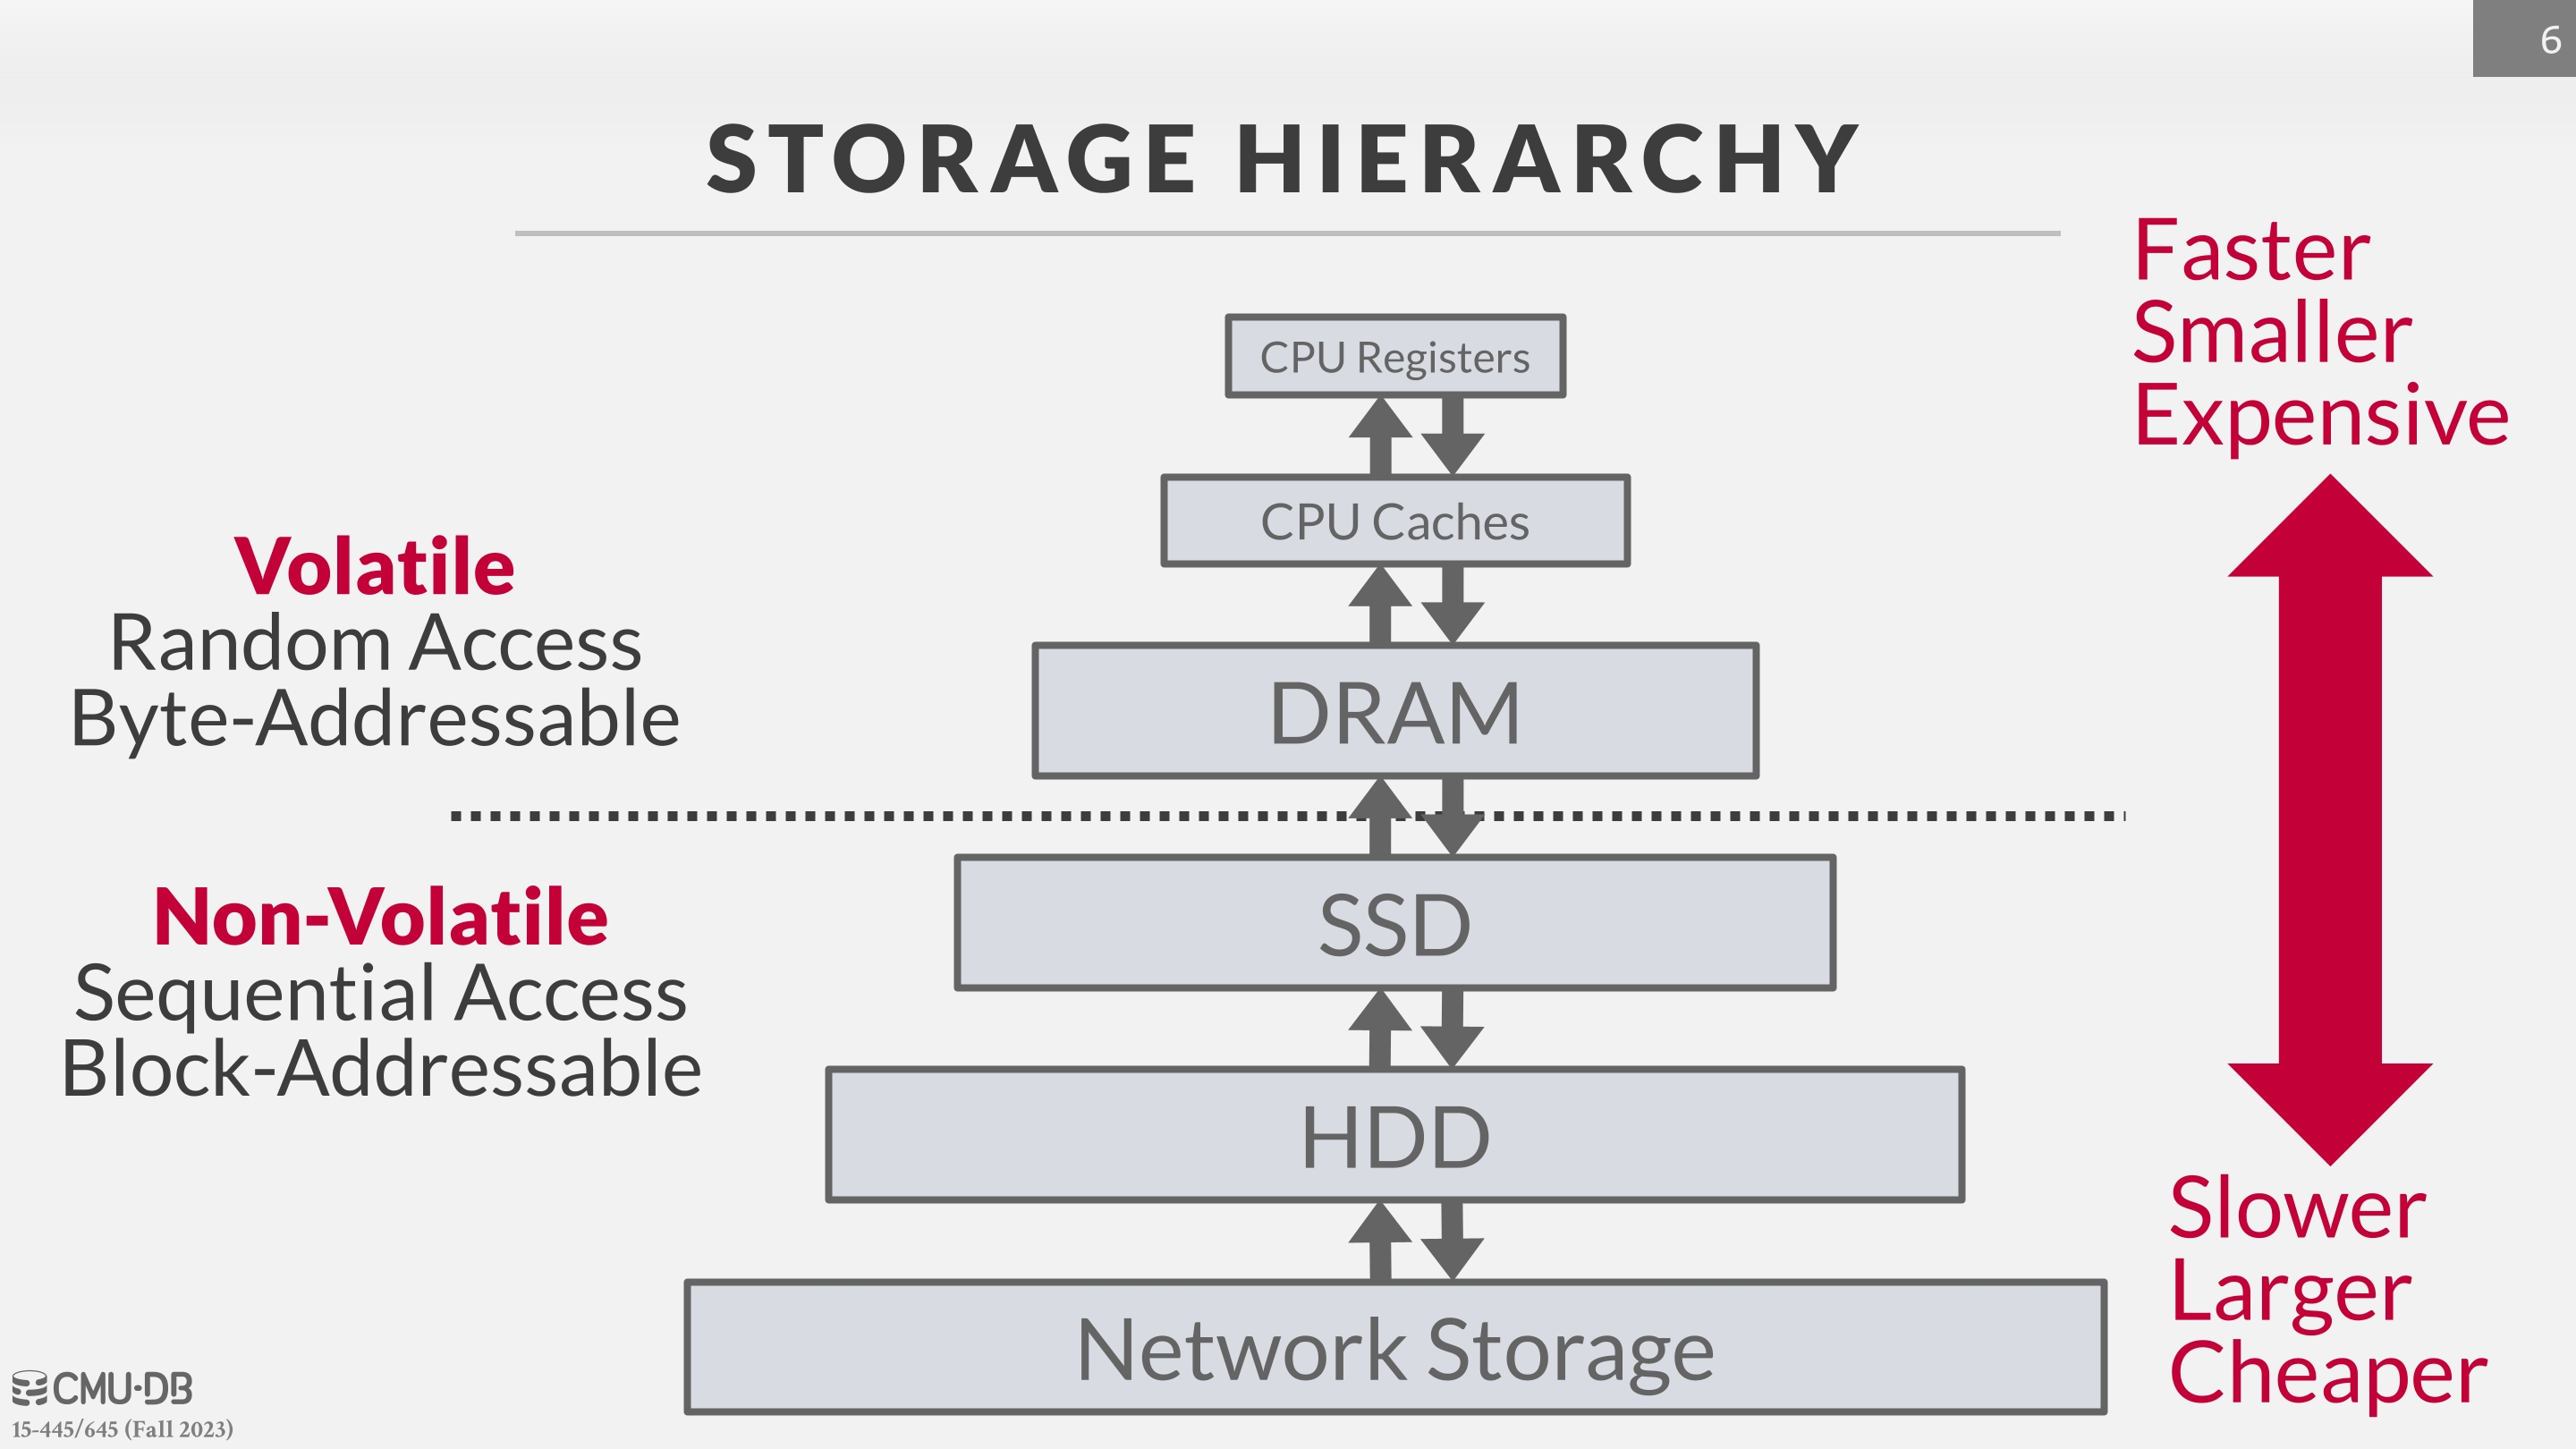 6
STORAGE HIERARCHY
Faster
Smaller
Expensive
CPU Registers
CPU Caches
Volatile
Random Access
Byte-Addressable
DRAM
SSD
Non-Volatile
Sequential Access
Block-Addressable
HDD
Slower
Larger
Cheaper
Network Storage
CMU·DB
15-445/645 (Fall 2023)